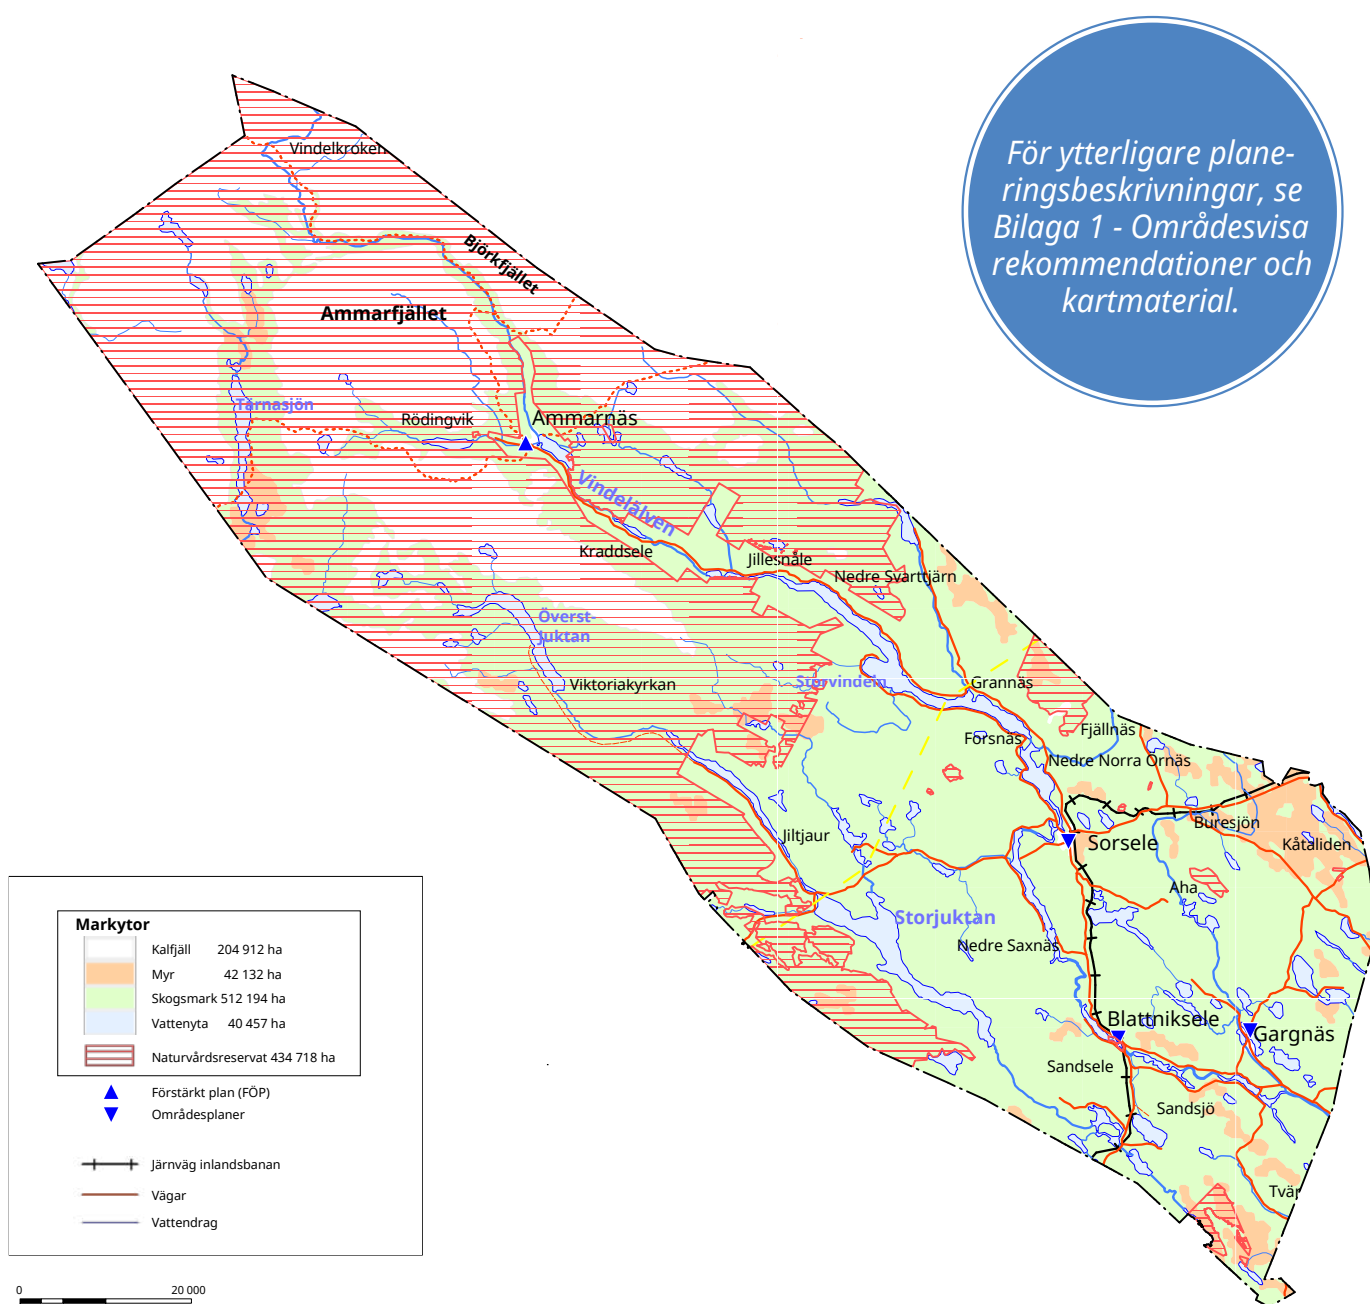 För ytterligare plane-
ringsbeskrivningar, se
Bilaga 1 - Områdesvisa
rekommendationer och
kartmaterial.
Vindelkroken
Björkfjället
Ammarfjället
Tärnasjön
Rödingvik
Ammarnäs
Vindelälven
Kraddsele
Jillesnåle
Nedre Svärttjärn
Överst-
juktan
Viktoriakyrkan
Storvindeln
Grannäs
Fjällnäs
Forsnäs
Nedre Norra Örnäs
Buresjön
Jiltjaur
Sorsele
Kåtaliden
Aha
Storjuktan
Nedre Saxnäs
Blattniksele
Gargnäs
Sandsele
Sandsjö
Tvär
Markytor
Kalfjäll 204 912 ha
Myr 42 132 ha
Skogsmark 512 194 ha
Vattenyta 40 457 ha
Naturvårdsreservat 434 718 ha
Förstärkt plan (FÖP)
Områdesplaner
Järnväg inlandsbanan
Vägar
Vattendrag
0 20 000